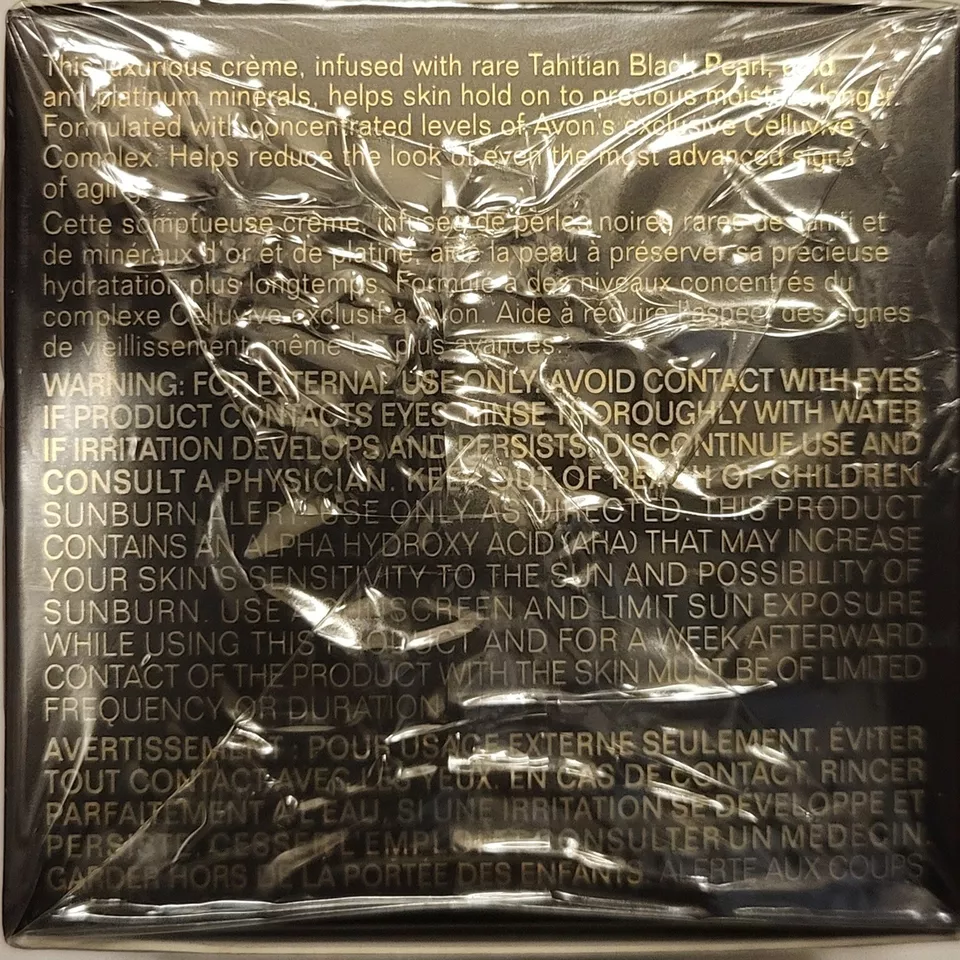 This luxurious crème, infused with rare Tahitian Black Pearl, gold
and platinum minerals, helps skin hold on to precious moisture longer.
Formulated with concentrated levels of Avon's exclusive Celluvive
Complex. Helps reduce the look of even the most advanced signs
of aging.
Cette somptueuse crème, infusée de perles noires rares de Tahiti et
de minéraux d'or et de platine, aide la peau à préserver sa précieuse
hydratation plus longtemps. Formulé à des niveaux concentrés du
complexe Celluvive exclusif à Avon. Aide à réduire l'aspect des signes
de vieillissement, même les plus avancés.
WARNING: FOR EXTERNAL USE ONLY. AVOID CONTACT WITH EYES.
IF PRODUCT CONTACTS EYES, RINSE THOROUGHLY WITH WATER.
IF IRRITATION DEVELOPS AND PERSISTS, DISCONTINUE USE AND
CONSULT A PHYSICIAN. KEEP OUT OF REACH OF CHILDREN.
SUNBURN ALERT: USE ONLY AS DIRECTED. THIS PRODUCT
CONTAINS AN ALPHA HYDROXY ACID (AHA) THAT MAY INCREASE
YOUR SKIN'S SENSITIVITY TO THE SUN AND POSSIBILITY OF
SUNBURN. USE A SUNSCREEN AND LIMIT SUN EXPOSURE
WHILE USING THIS PRODUCT AND FOR A WEEK AFTERWARD.
CONTACT OF THE PRODUCT WITH THE SKIN MUST BE OF LIMITED
FREQUENCY OR DURATION.
AVERTISSEMENT : POUR USAGE EXTERNE SEULEMENT. ÉVITER
TOUT CONTACT AVEC LES YEUX. EN CAS DE CONTACT, RINCER
PARFAITEMENT À L'EAU. SI UNE IRRITATION SE DÉVELOPPE ET
PERSISTE, CESSER L'EMPLOI ET CONSULTER UN MÉDECIN.
GARDER HORS DE LA PORTÉE DES ENFANTS. ALERTE AUX COUPS